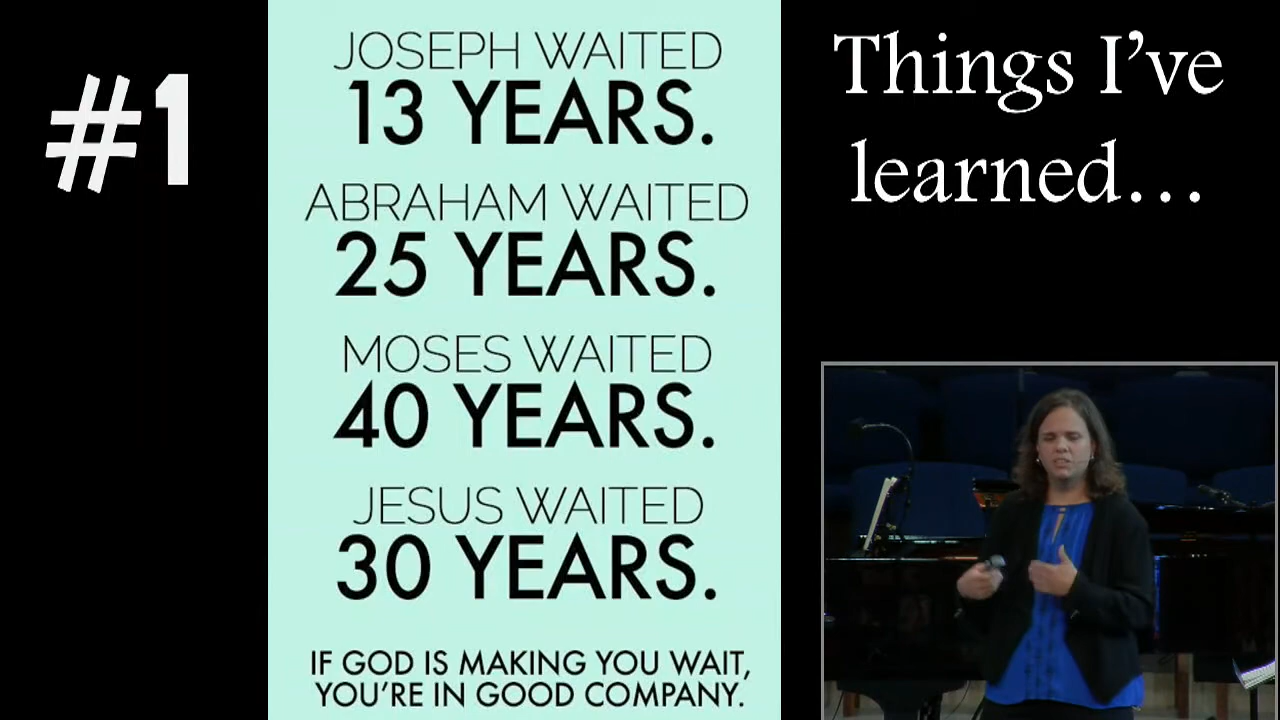 #1
JOSEPH WAITED
13 YEARS.
ABRAHAM WAITED
25 YEARS.
MOSES WAITED
40 YEARS.
JESUS WAITED
30 YEARS.
IF GOD IS MAKING YOU WAIT,
YOU'RE IN GOOD COMPANY.
Things I've
learned...